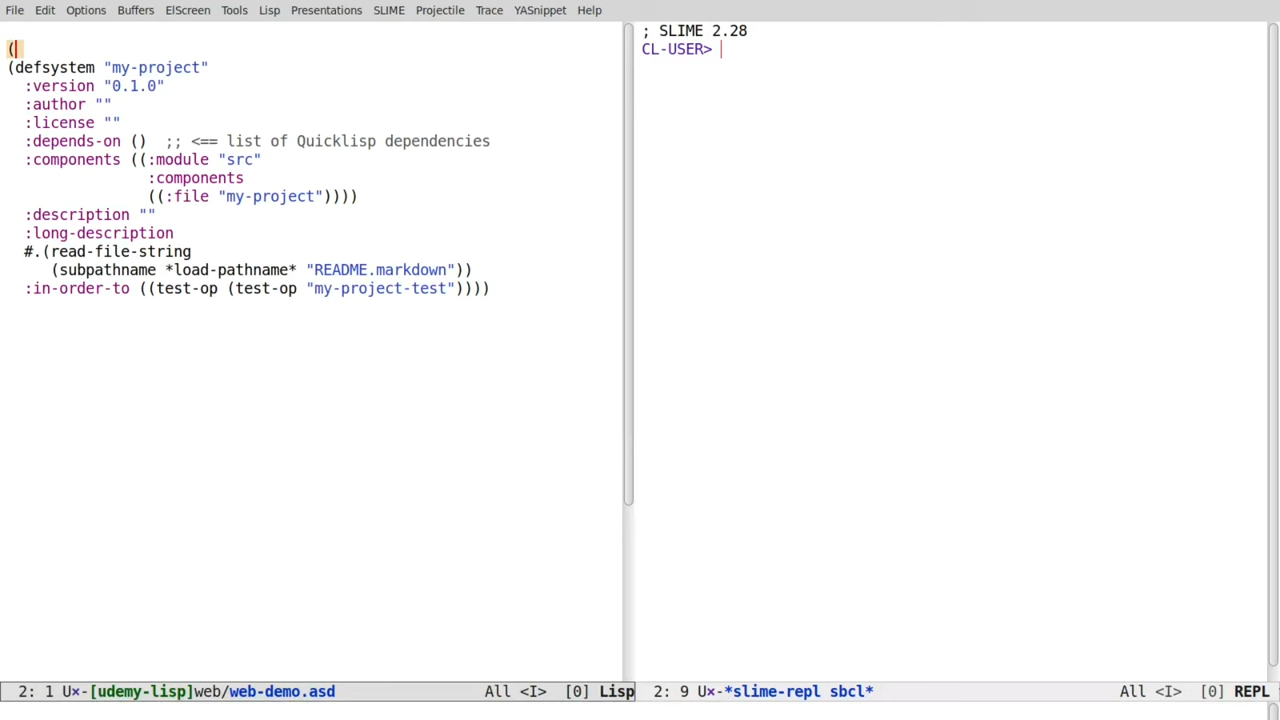 File Edit Options Buffers ElScreen Tools Lisp Presentations SLIME Projectile Trace YASnippet Help
(
(defsystem "my-project"
  :version "0.1.0"
  :author ""
  :license ""
  :depends-on ()  ;; <== list of Quicklisp dependencies
  :components ((:module "src"
                :components
                ((:file "my-project"))))
  :description ""
  :long-description
  #.(read-file-string
     (subpathname *load-pathname* "README.markdown"))
  :in-order-to ((test-op (test-op "my-project-test"))))
2: 1 U×-[udemy-lisp]web/web-demo.asd All <I> [0] Lisp
; SLIME 2.28
CL-USER>
2: 9 U×-*slime-repl sbcl* All <I> [0] REPL